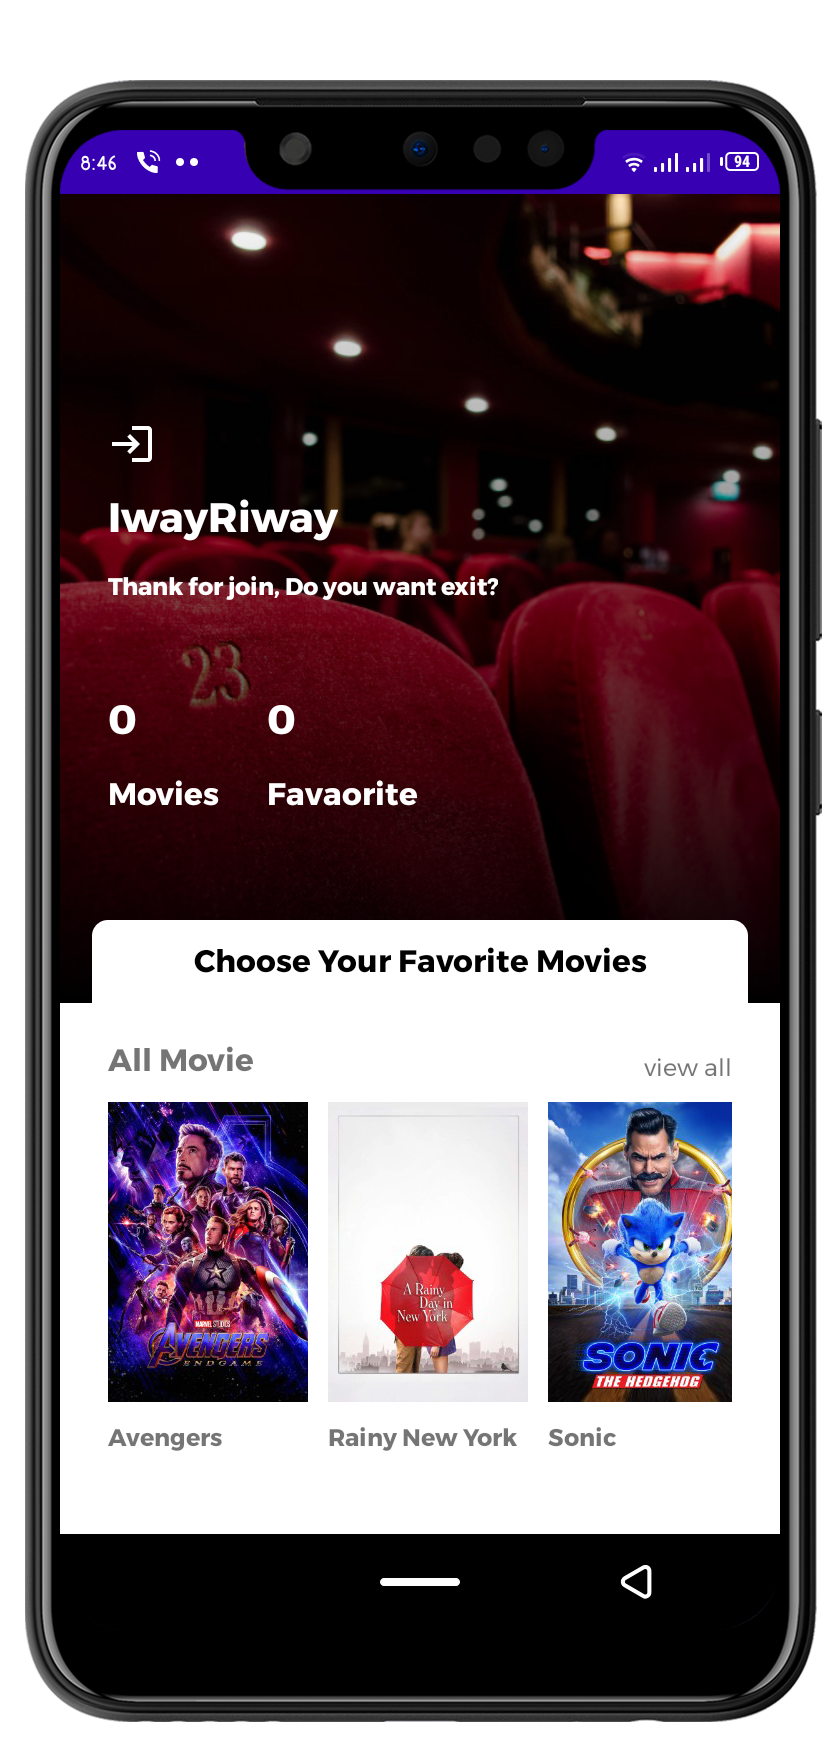 8:46
94
IwayRiway
Thank for join, Do you want exit?
23
0 0
Movies Favaorite
Choose Your Favorite Movies
All Movie view all
MARVEL STUDIOS
AVENGERS
ENDGAME
A Rainy
Day in
New York
SONIC
THE HEDGEHOG
Avengers Rainy New York Sonic